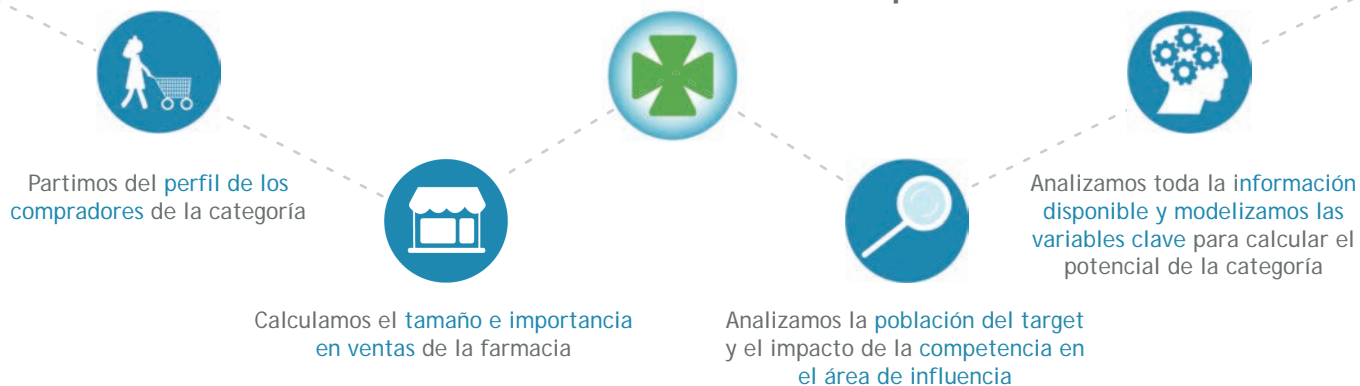 Partimos del perfil de los
compradores de la categoría
Calculamos el tamaño e importancia
en ventas de la farmacia
Analizamos la población del target
y el impacto de la competencia en
el área de influencia
Analizamos toda la información
disponible y modelizamos las
variables clave para calcular el
potencial de la categoría